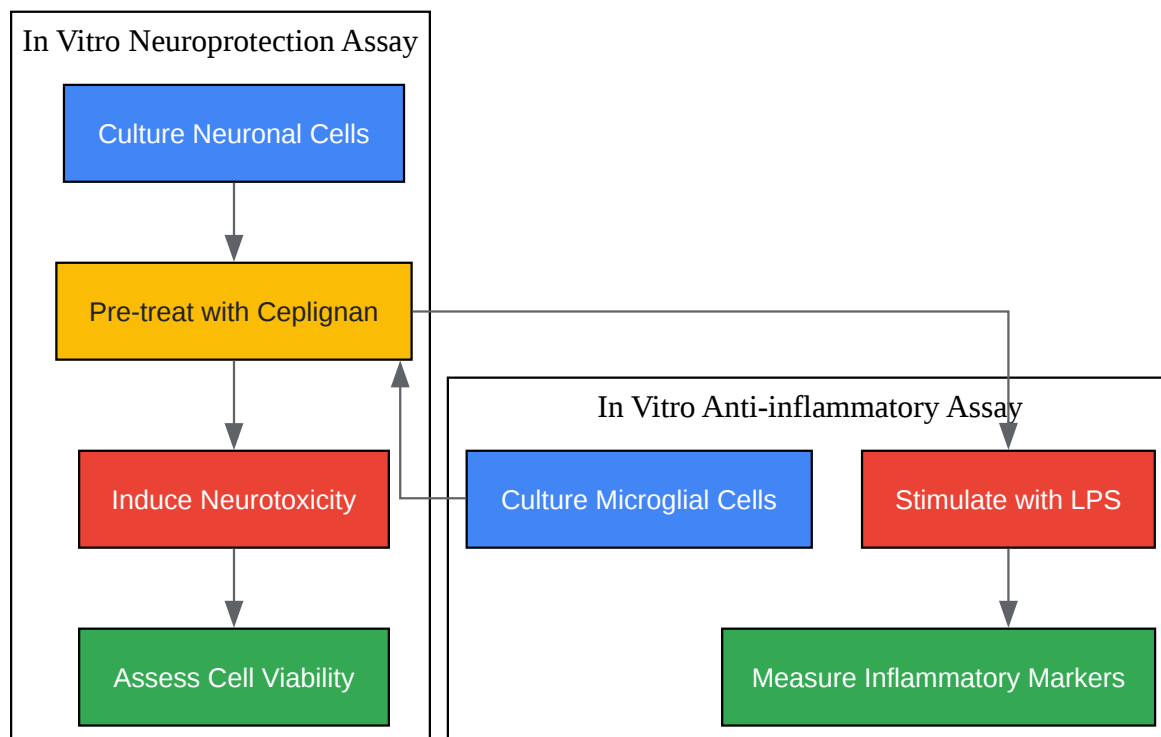 In Vitro Neuroprotection Assay
Culture Neuronal Cells
Pre-treat with Ceplignan
Induce Neurotoxicity
Assess Cell Viability
In Vitro Anti-inflammatory Assay
Culture Microglial Cells
Stimulate with LPS
Measure Inflammatory Markers